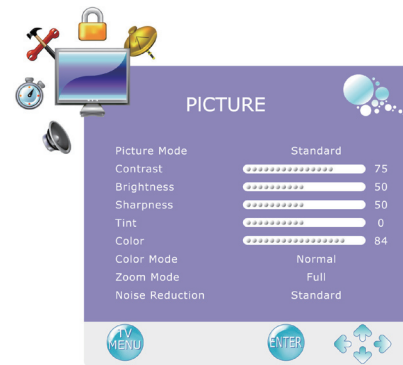 PICTURE
Picture Mode Standard
Contrast 75
Brightness 50
Sharpness 50
Tint 0
Color 84
Color Mode Normal
Zoom Mode Full
Noise Reduction Standard
TV MENU ENTER